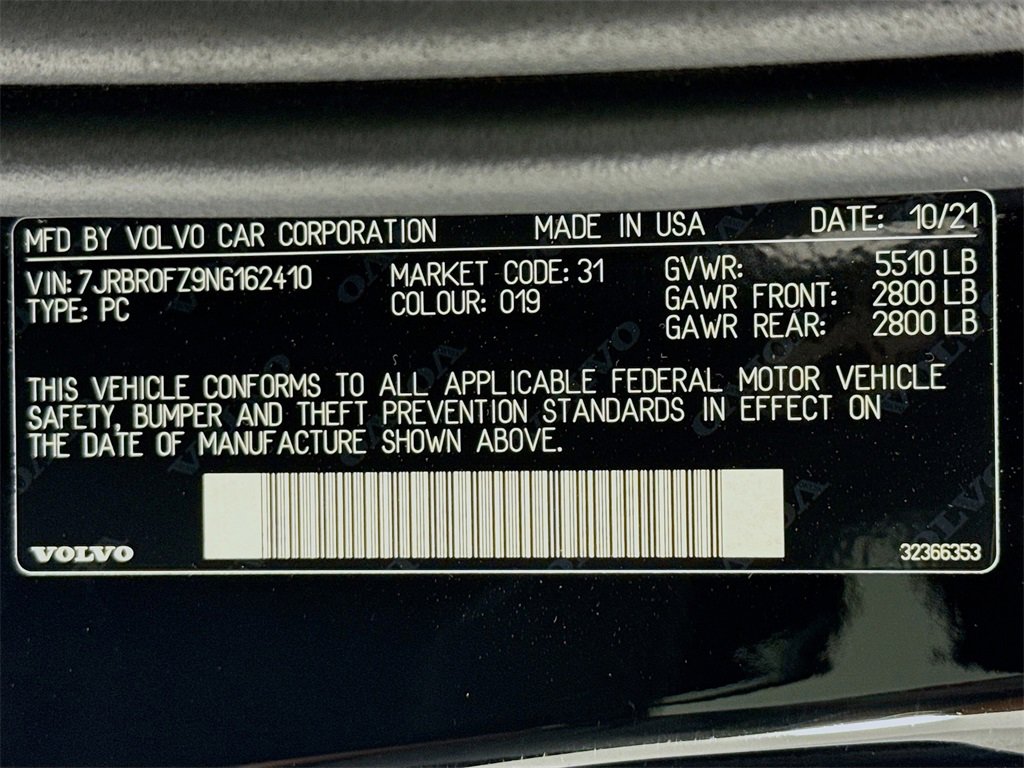 MFD BY VOLVO CAR CORPORATION MADE IN USA DATE: 10/21
VIN: 7JRBR0FZ9NG162410 MARKET CODE: 31 GVWR: 5510 LB
TYPE: PC COLOUR: 019 GAWR FRONT: 2800 LB
GAWR REAR: 2800 LB
THIS VEHICLE CONFORMS TO ALL APPLICABLE FEDERAL MOTOR VEHICLE
SAFETY, BUMPER AND THEFT PREVENTION STANDARDS IN EFFECT ON
THE DATE OF MANUFACTURE SHOWN ABOVE.
VOLVO 32366353